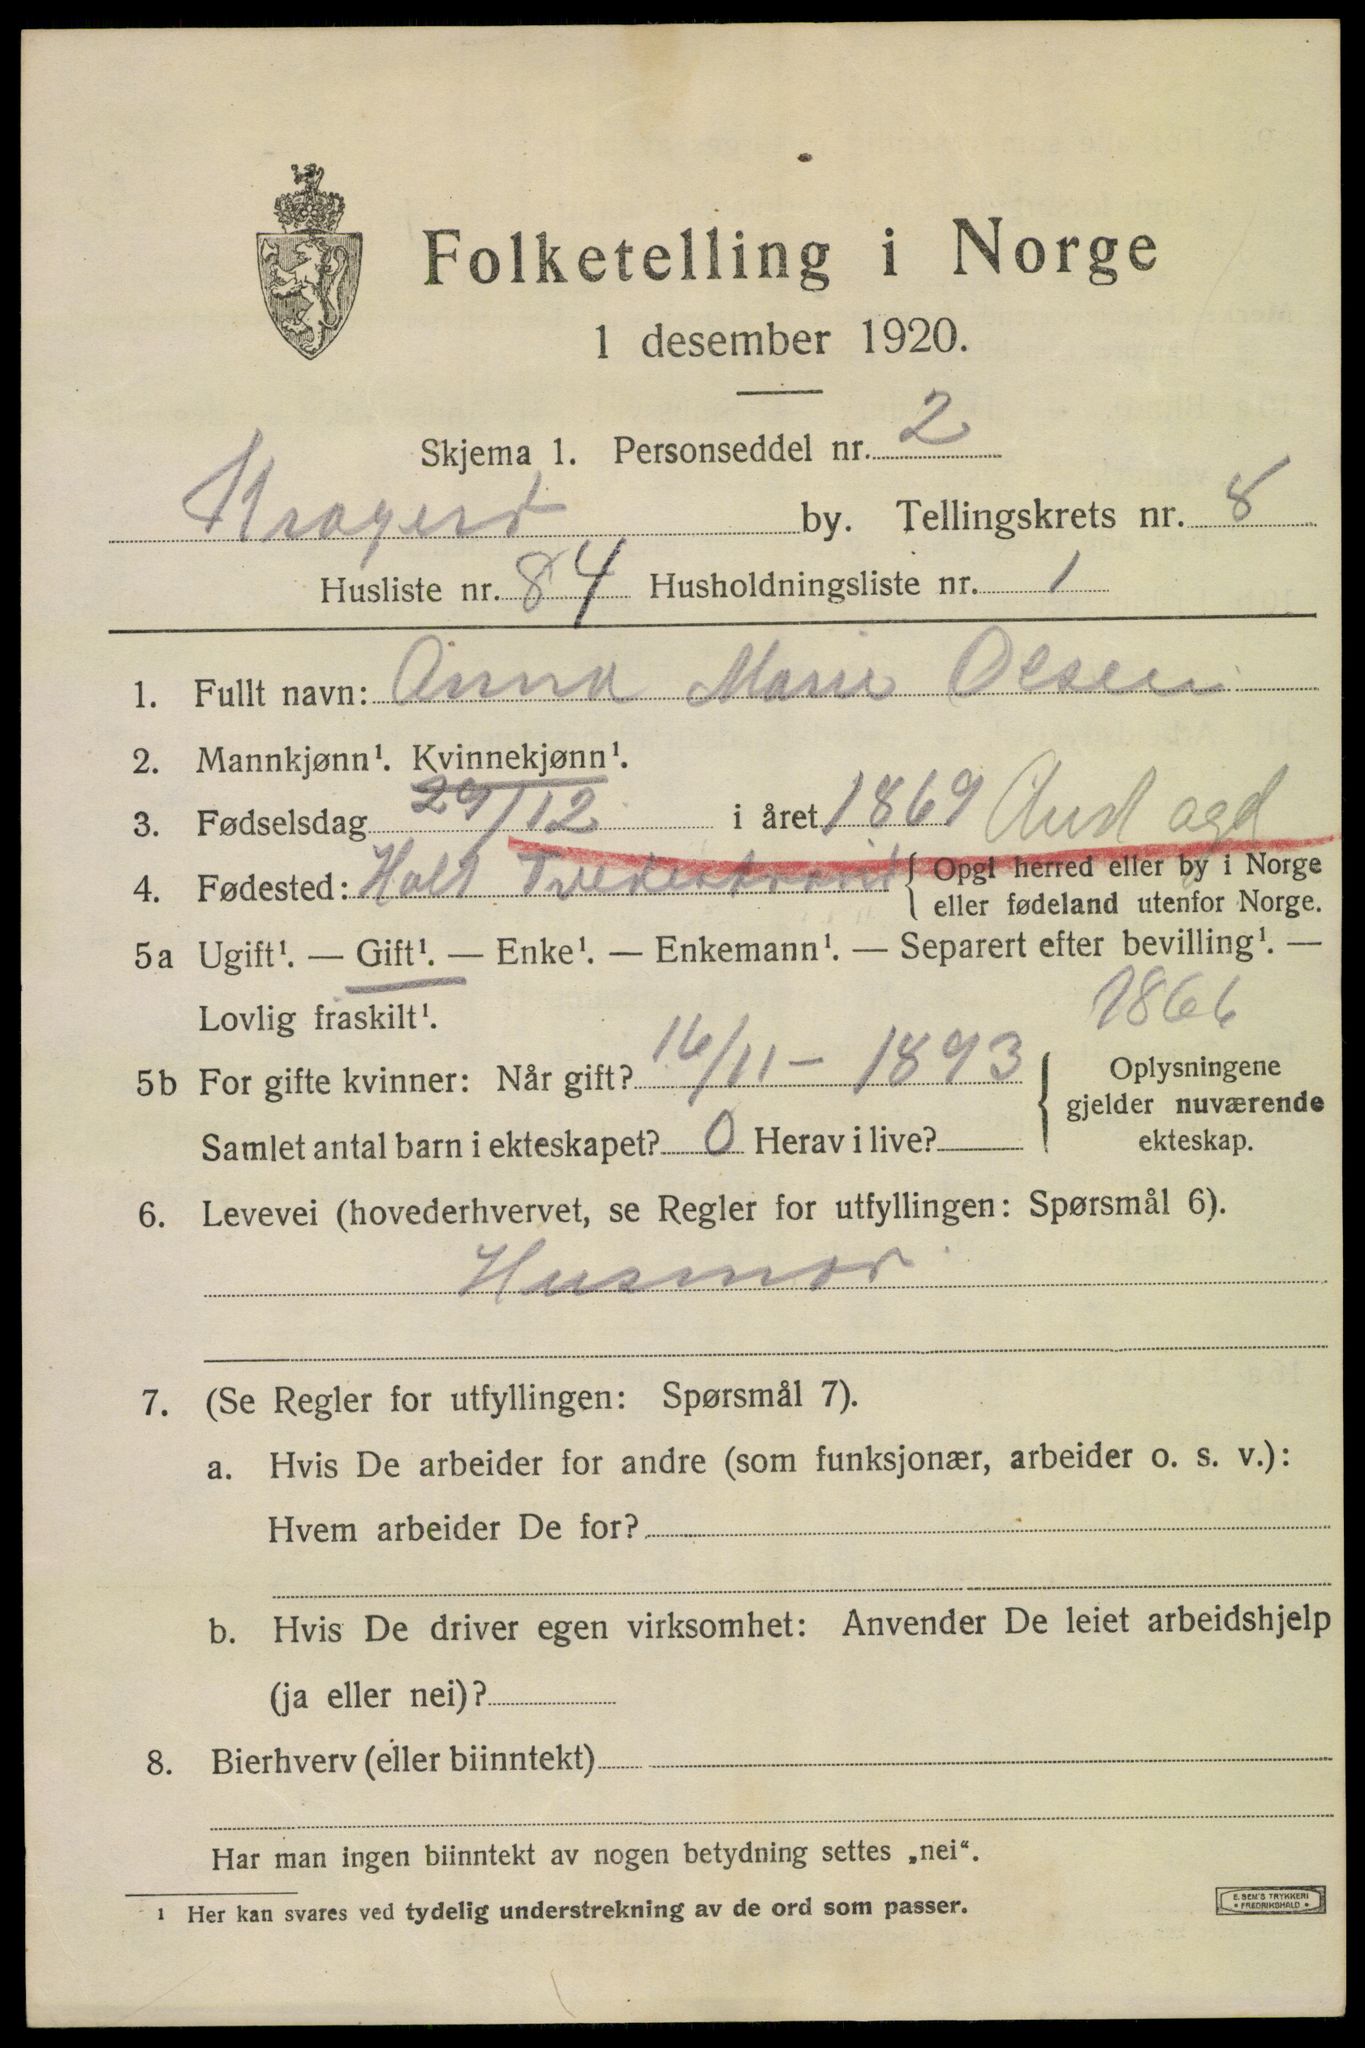 Folketelling i Norge
1 desember 1920.
Skjema 1. Personseddel nr. 2
Kragerø by. Tellingskrets nr. 8
Husliste nr. 84 Husholdningsliste nr. 1
1. Fullt navn: Anna Marie Olsen
2. Mannkjønn¹. Kvinnekjønn¹.
3. Fødselsdag 29/12 i året 1869 Aust agd
4. Fødested: Holt Tvedestrand { Opgi herred eller by i Norge
eller fødeland utenfor Norge.
5a Ugift¹. — Gift¹. — Enke¹. — Enkemann¹. — Separert efter bevilling¹. —
Lovlig fraskilt¹.
1866
5b For gifte kvinner: Når gift? 16/11 - 1893
Samlet antal barn i ekteskapet? 0 Herav i live?
{ Oplysningene
gjelder nuværende
ekteskap.
6. Levevei (hovederhvervet, se Regler for utfyllingen: Spørsmål 6).
Husmor
7. (Se Regler for utfyllingen: Spørsmål 7).
a. Hvis De arbeider for andre (som funksjonær, arbeider o. s. v.):
Hvem arbeider De for?
b. Hvis De driver egen virksomhet: Anvender De leiet arbeidshjelp
(ja eller nei)?
8. Bierhverv (eller biinntekt)
Har man ingen biinntekt av nogen betydning settes „nei“.
¹ Her kan svares ved tydelig understrekning av de ord som passer.
E. SEM'S TRYKKERI
* FREDRIKSHALD *